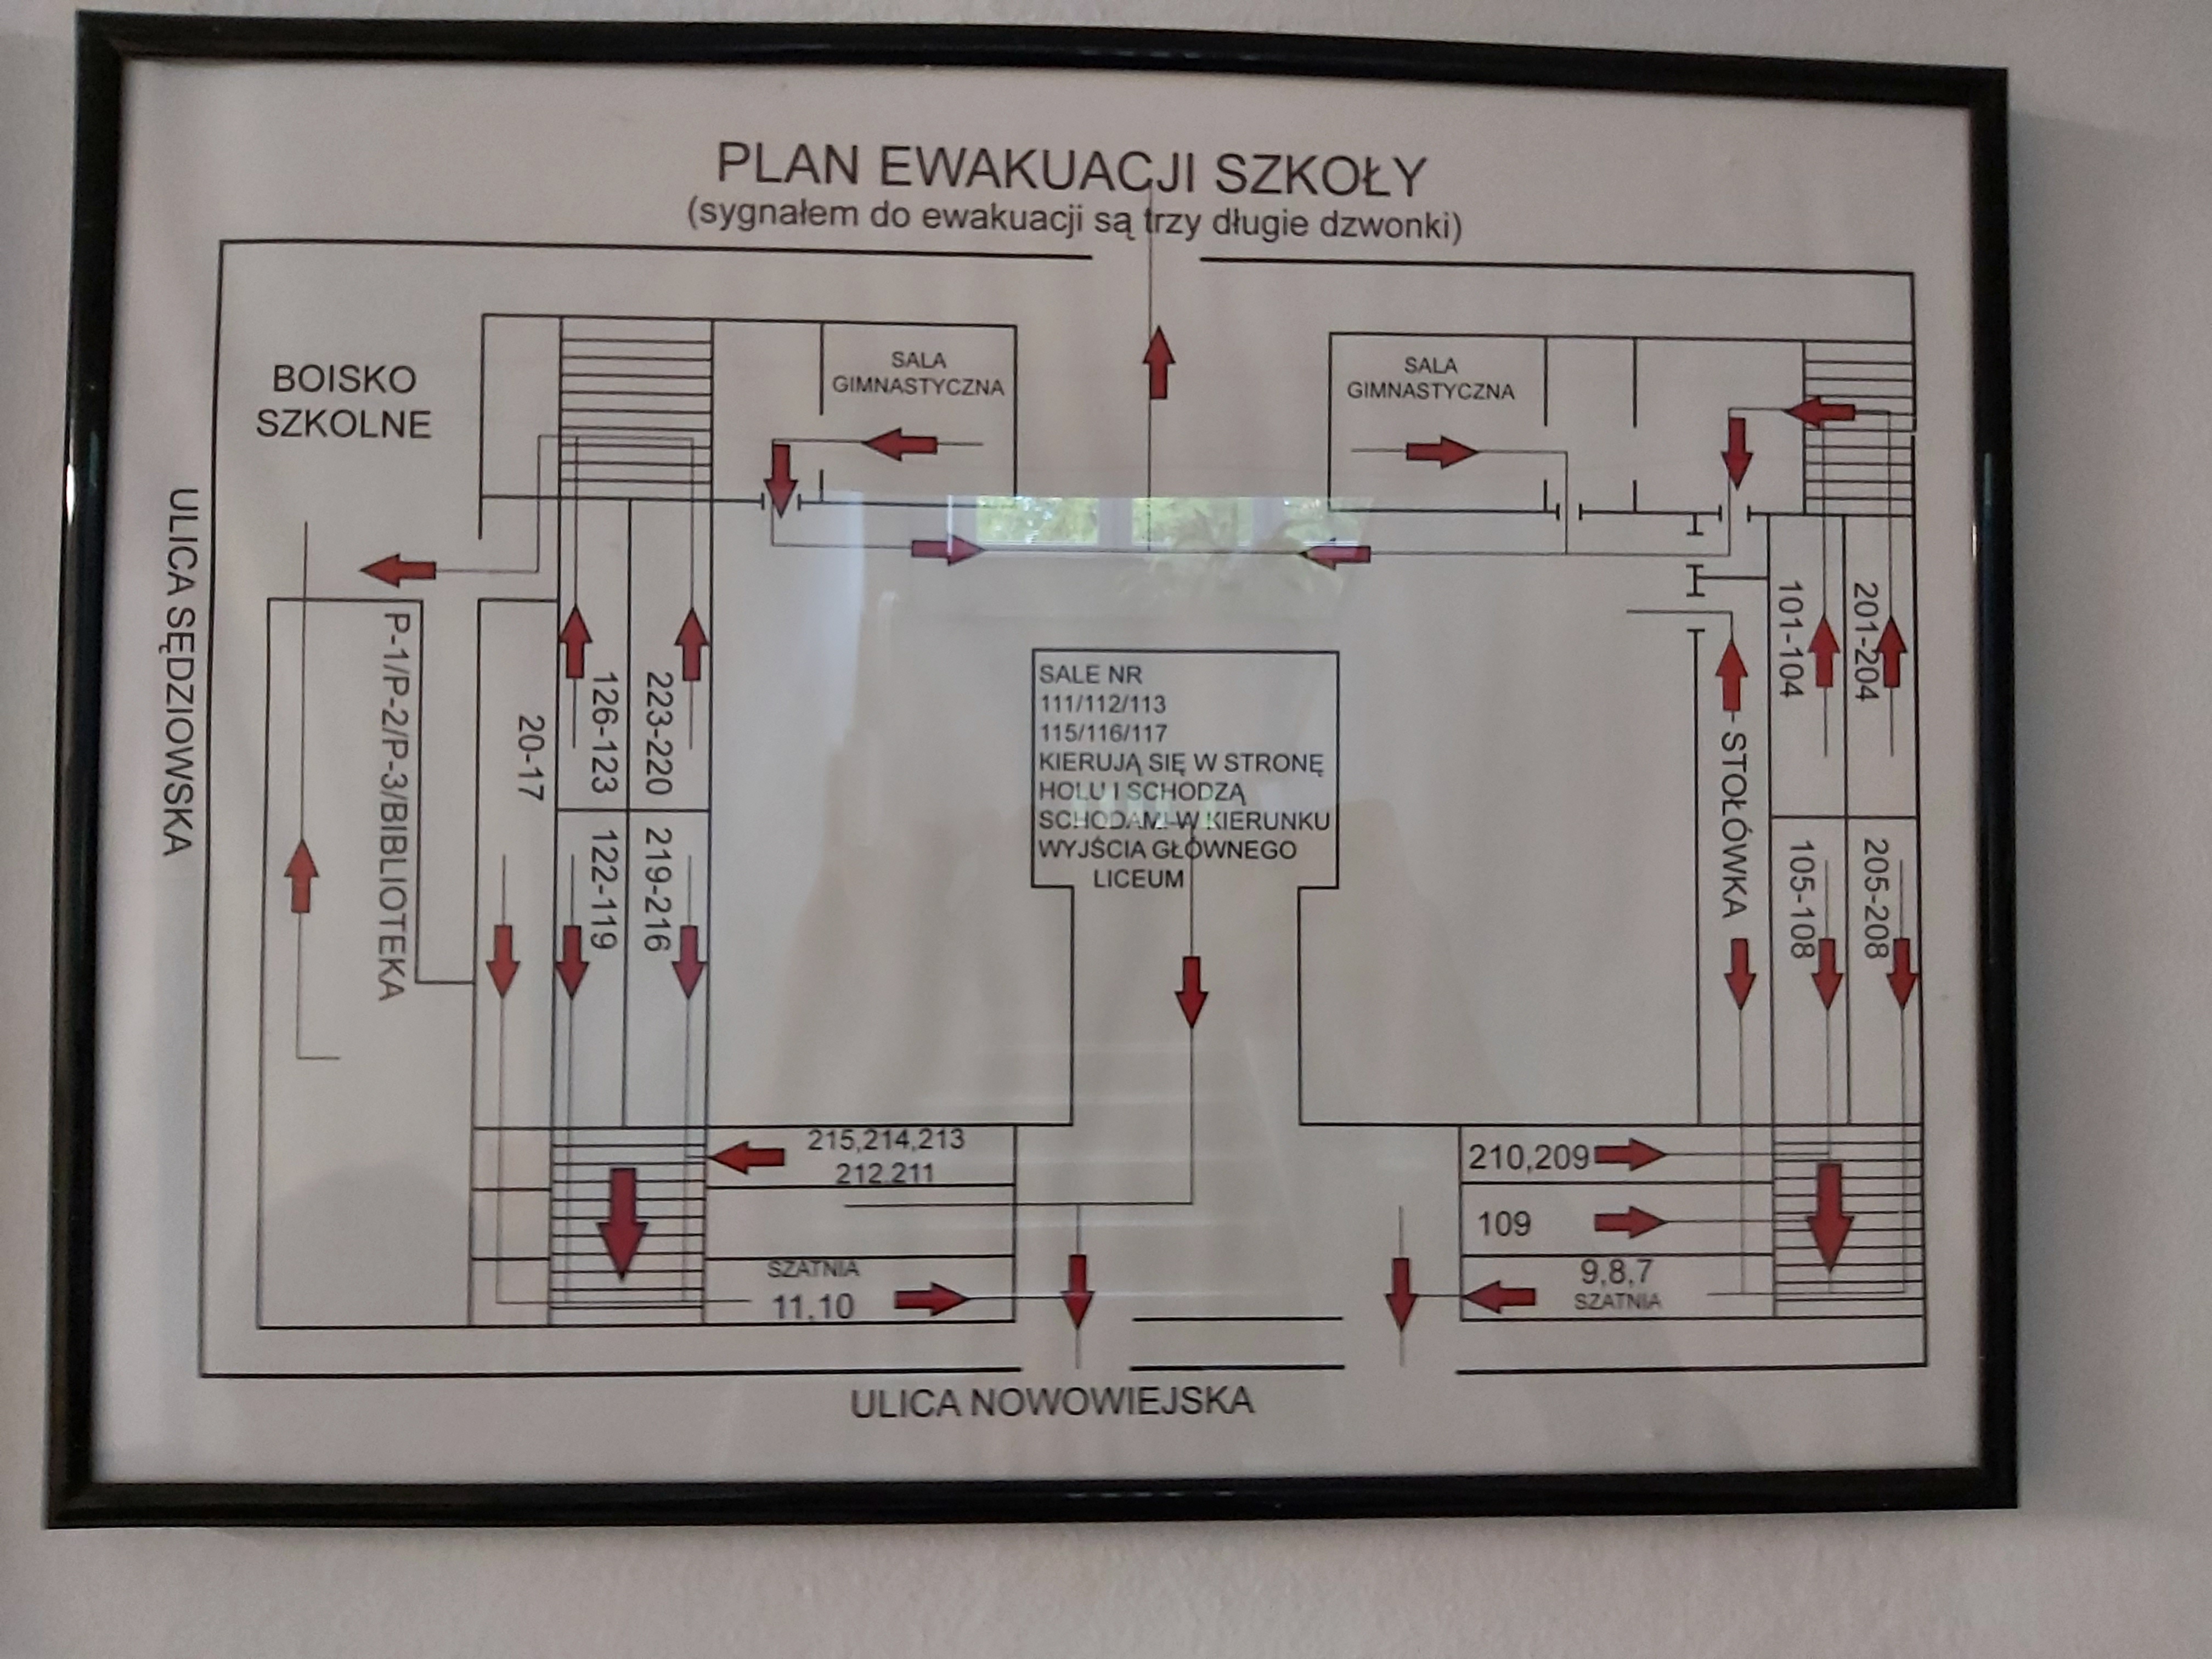 PLAN EWAKUACJI SZKOŁY
(sygnałem do ewakuacji są trzy długie dzwonki)
BOISKO
SZKOLNE
SALA
GIMNASTYCZNA
SALA
GIMNASTYCZNA
ULICA SĘDZIOWSKA
P-1/P-2/P-3/BIBLIOTEKA
20-17
126-123
223-220
122-119
219-216
SALE NR
111/112/113
115/116/117
KIERUJĄ SIĘ W STRONĘ
HOLU I SCHODZĄ
SCHODAMI W KIERUNKU
WYJŚCIA GŁÓWNEGO
LICEUM
STOŁÓWKA
101-104
201-204
105-108
205-208
215,214,213
212,211
SZATNIA
11,10
210,209
109
9,8,7
SZATNIA
ULICA NOWOWIEJSKA